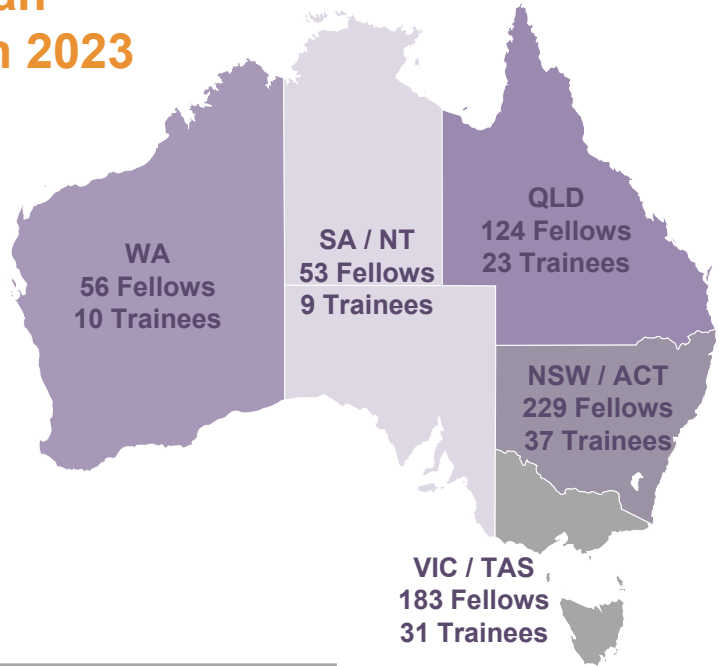 2023
WA
56 Fellows
10 Trainees
SA / NT
53 Fellows
9 Trainees
QLD
124 Fellows
23 Trainees
NSW / ACT
229 Fellows
37 Trainees
VIC / TAS
183 Fellows
31 Trainees